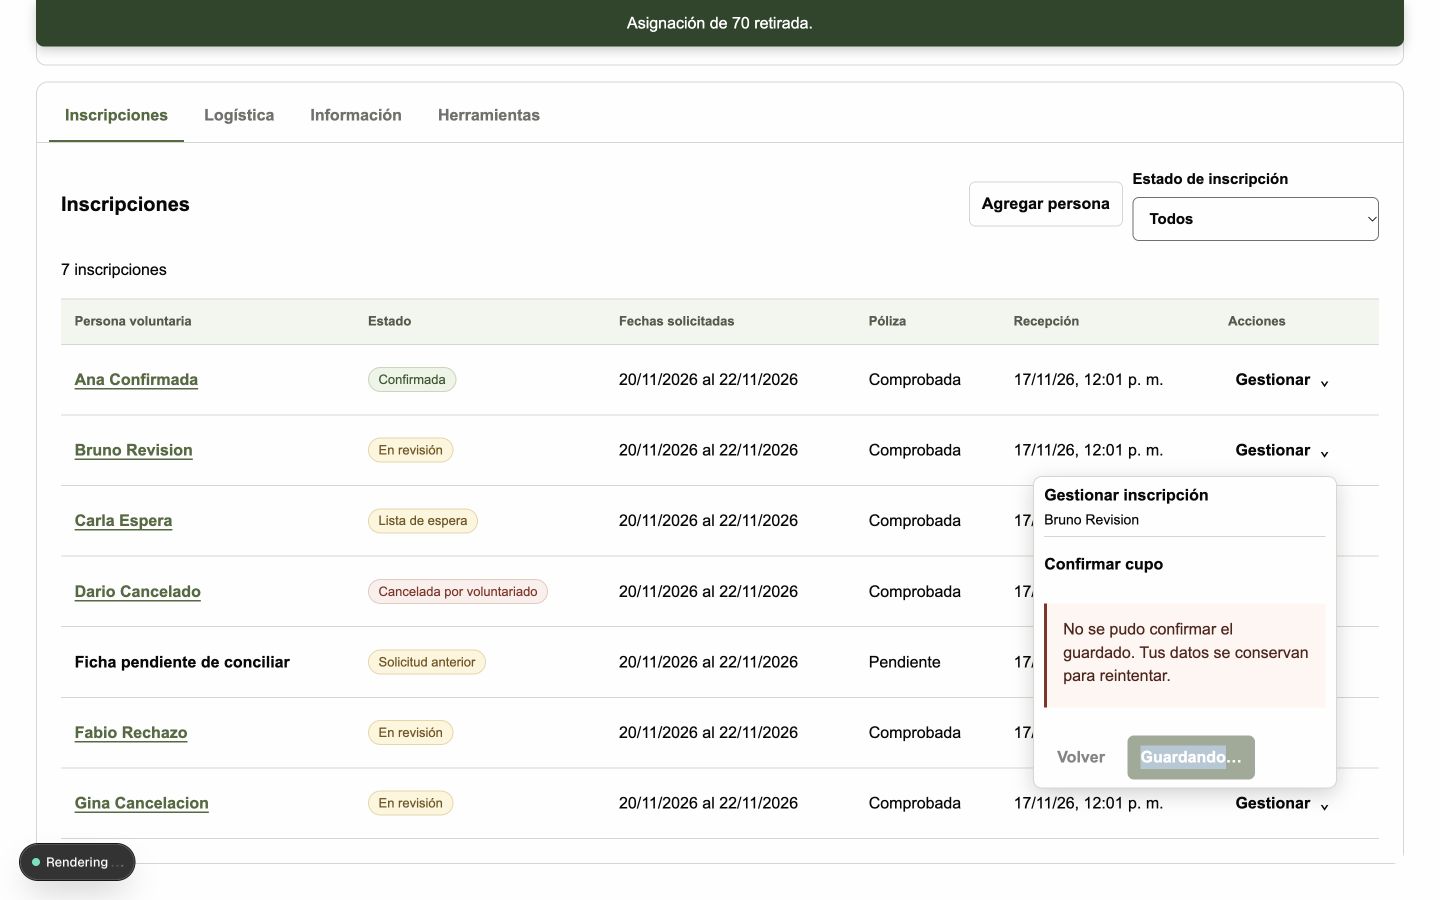 Asignación de 70 retirada.
Inscripciones Logística Información Herramientas
Inscripciones
Agregar persona
Estado de inscripción
Todos
7 inscripciones
Persona voluntaria Estado Fechas solicitadas Póliza Recepción Acciones
Ana Confirmada Confirmada 20/11/2026 al 22/11/2026 Comprobada 17/11/26, 12:01 p. m. Gestionar
Bruno Revision En revisión 20/11/2026 al 22/11/2026 Comprobada 17/11/26, 12:01 p. m. Gestionar
Carla Espera Lista de espera 20/11/2026 al 22/11/2026 Comprobada 17/
Dario Cancelado Cancelada por voluntariado 20/11/2026 al 22/11/2026 Comprobada 17/
Ficha pendiente de conciliar Solicitud anterior 20/11/2026 al 22/11/2026 Pendiente 17/
Fabio Rechazo En revisión 20/11/2026 al 22/11/2026 Comprobada 17/
Gina Cancelacion En revisión 20/11/2026 al 22/11/2026 Comprobada 17/11/26, 12:01 p. m. Gestionar
Gestionar inscripción
Bruno Revision
Confirmar cupo
No se pudo confirmar el
guardado. Tus datos se conservan
para reintentar.
Volver Guardando...
Rendering ...